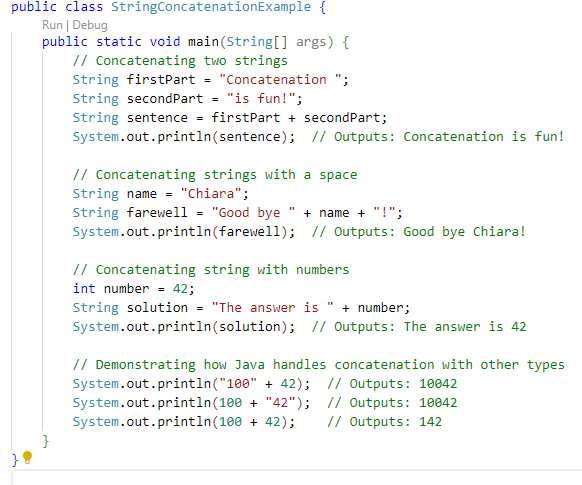 public class StringConcatenationExample {
Run | Debug
public static void main(String[] args) {
// Concatenating two strings
String firstPart = "Concatenation ";
String secondPart = "is fun!";
String sentence = firstPart + secondPart;
System.out.println(sentence);  // Outputs: Concatenation is fun!
// Concatenating strings with a space
String name = "Chiara";
String farewell = "Good bye " + name + "!";
System.out.println(farewell);  // Outputs: Good bye Chiara!
// Concatenating string with numbers
int number = 42;
String solution = "The answer is " + number;
System.out.println(solution);  // Outputs: The answer is 42
// Demonstrating how Java handles concatenation with other types
System.out.println("100" + 42);  // Outputs: 10042
System.out.println(100 + "42");  // Outputs: 10042
System.out.println(100 + 42);    // Outputs: 142
}
}